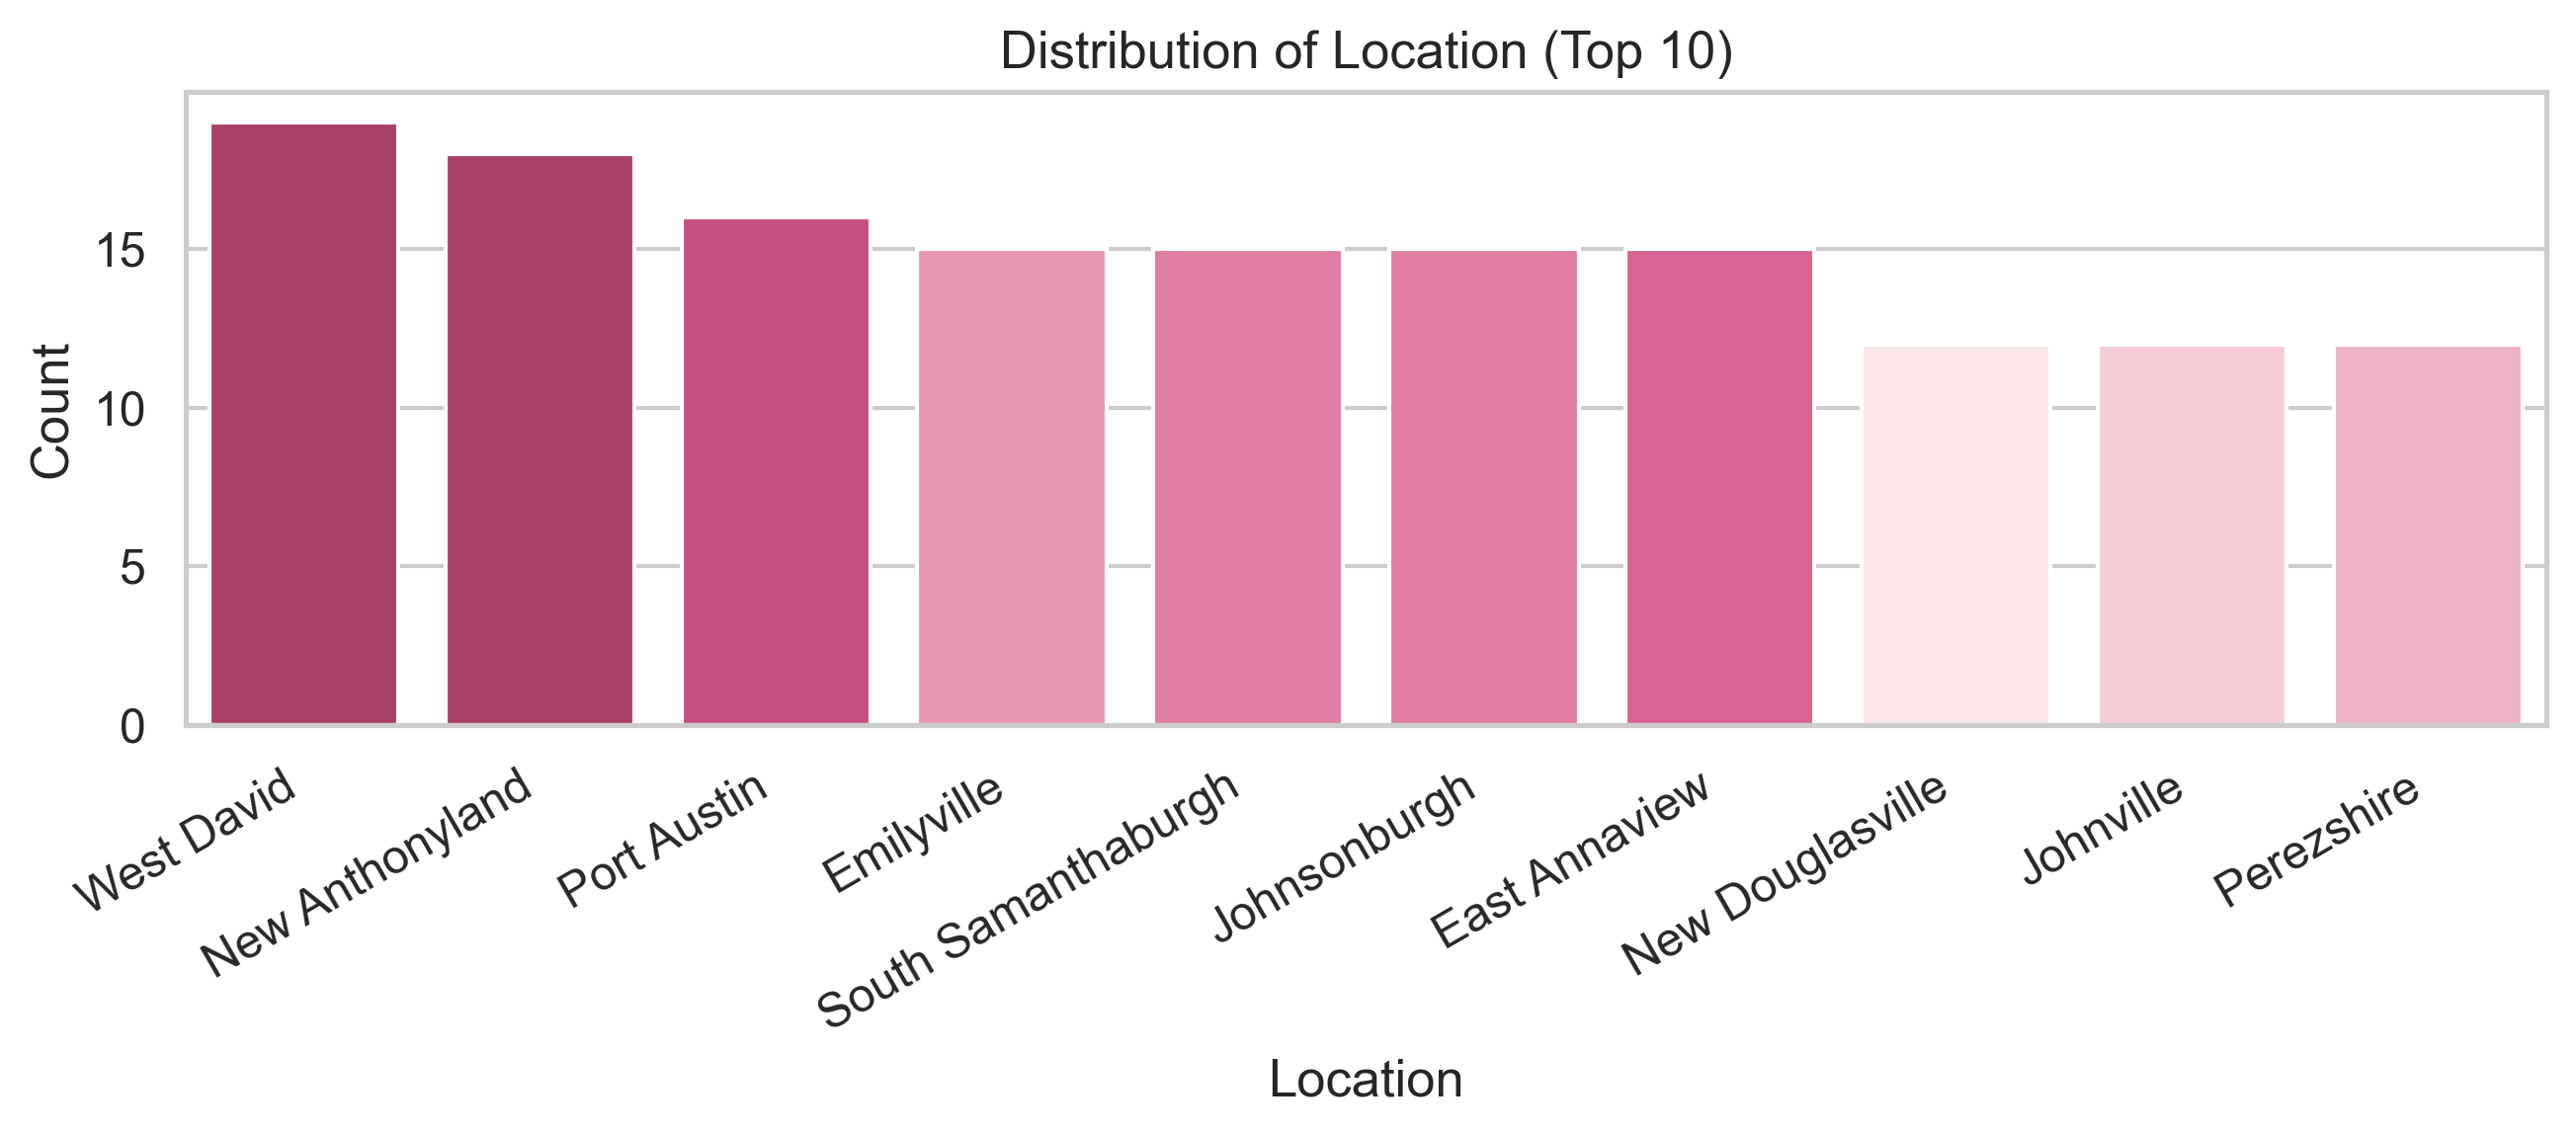 Distribution of Location (Top 10)
Count
15
10
5
0
West David
New Anthonyland
Port Austin
Emilyville
South Samanthaburgh
Johnsonburgh
East Annaview
New Douglasville
Johnville
Perezshire
Location